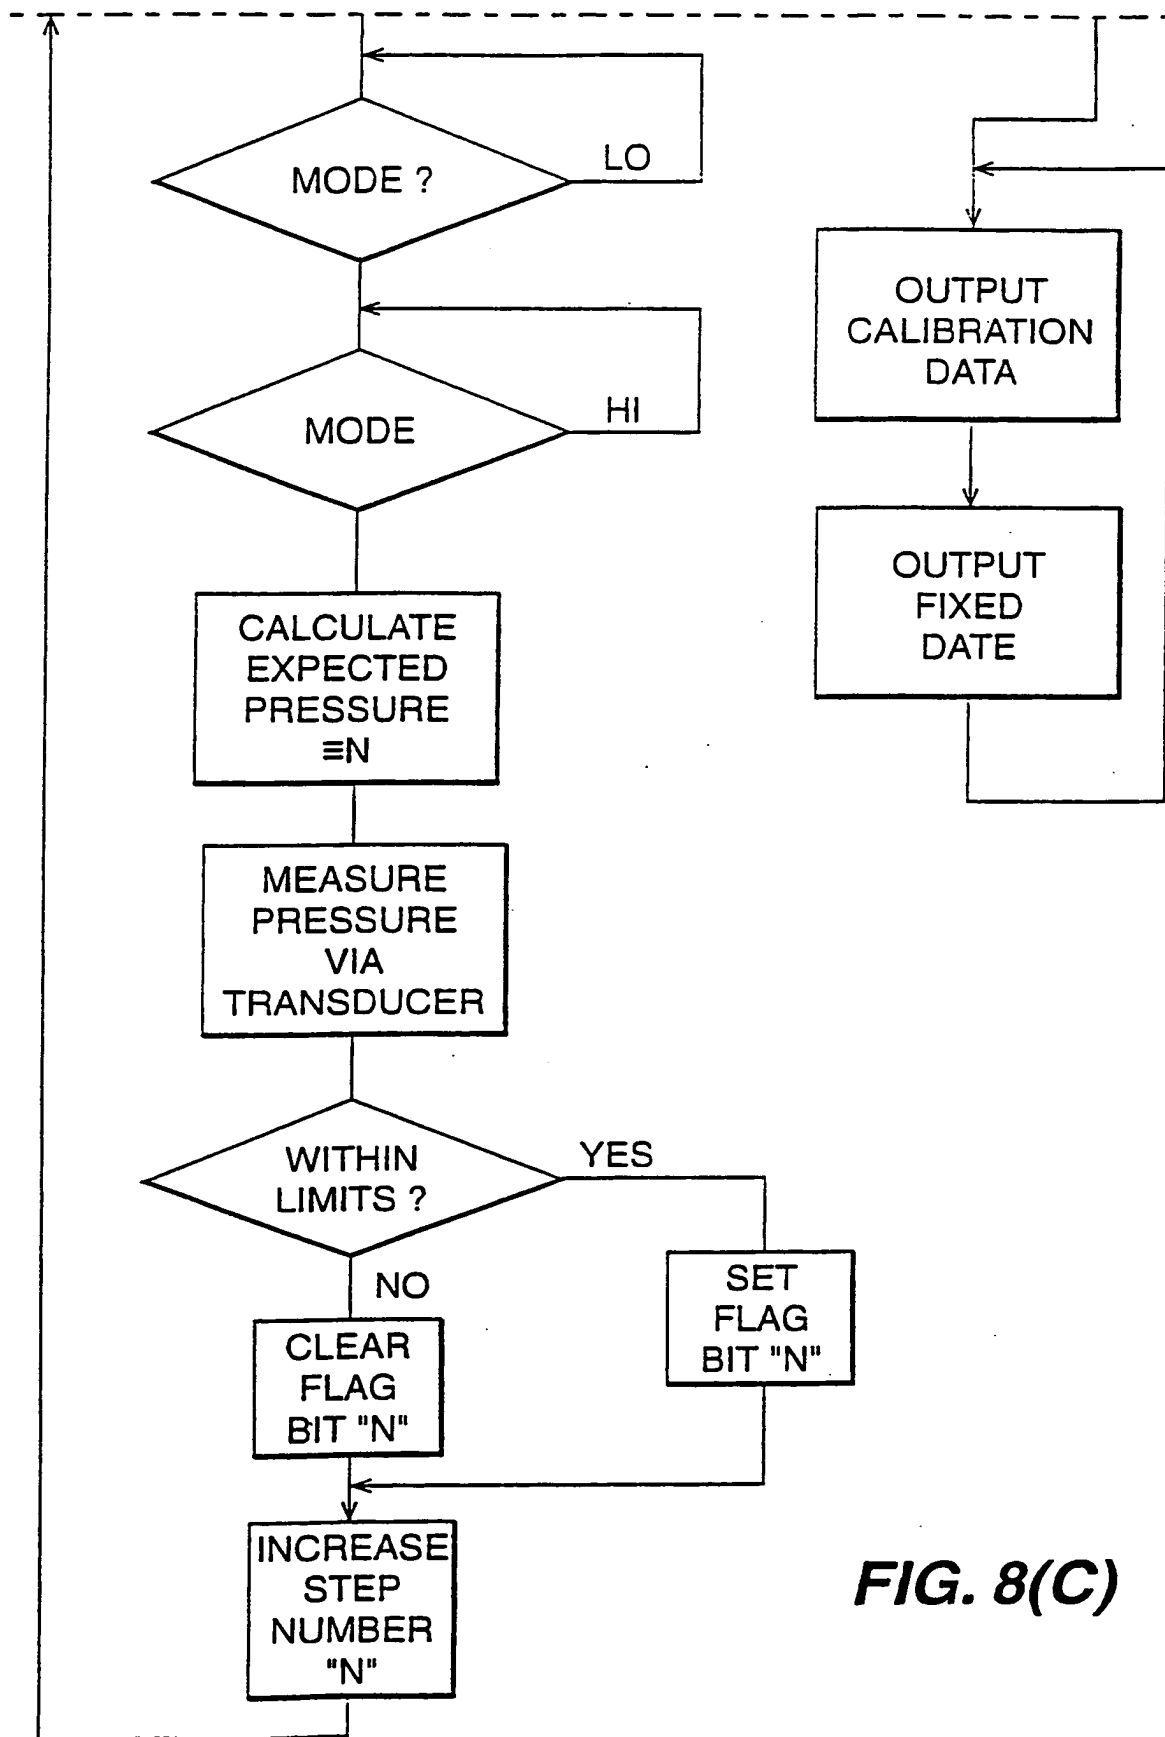 MODE ?
LO
MODE
HI
CALCULATE
EXPECTED
PRESSURE
≡N
MEASURE
PRESSURE
VIA
TRANSDUCER
WITHIN
LIMITS ?
YES
NO
CLEAR
FLAG
BIT "N"
SET
FLAG
BIT "N"
INCREASE
STEP
NUMBER
"N"
OUTPUT
CALIBRATION
DATA
OUTPUT
FIXED
DATE
FIG. 8(C)